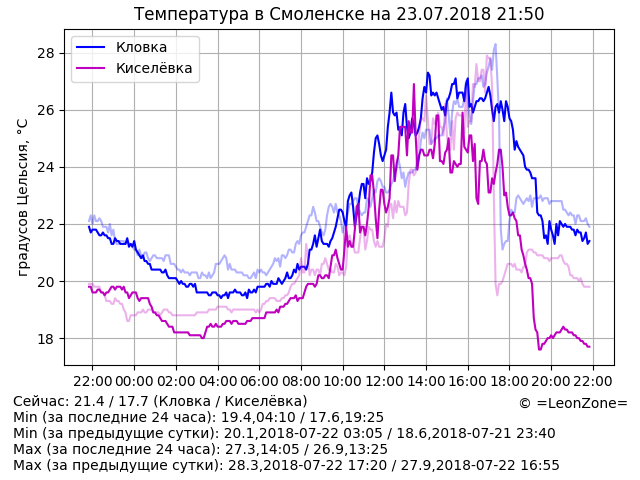 Температура в Смоленске на 23.07.2018 21:50
градусов Цельсия, °C
28
26
24
22
20
18
Кловка
Киселёвка
22:00 00:00 02:00 04:00 06:00 08:00 10:00 12:00 14:00 16:00 18:00 20:00 22:00
Сейчас: 21.4 / 17.7 (Кловка / Киселёвка)
© =LeonZone=
Min (за последние 24 часа): 19.4,04:10 / 17.6,19:25
Min (за предыдущие сутки): 20.1,2018-07-22 03:05 / 18.6,2018-07-21 23:40
Max (за последние 24 часа): 27.3,14:05 / 26.9,13:25
Max (за предыдущие сутки): 28.3,2018-07-22 17:20 / 27.9,2018-07-22 16:55